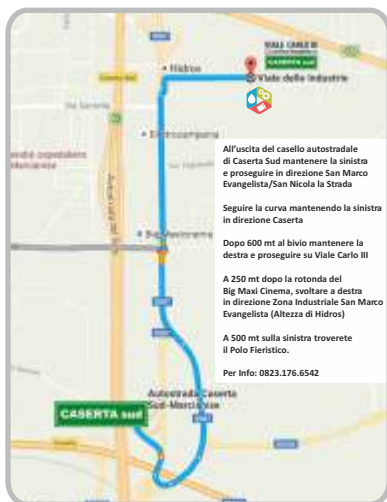 VIALE CARLO III
CASERTA SUD
Viale delle Industrie
Hidros
Elettrocampania
Big Maxicinema
Autostrada Caserta
Sud-Marcianise
CASERTA sud
All’uscita del casello autostradale
di Caserta Sud mantenere la sinistra
e proseguire in direzione San Marco
Evangelista/San Nicola la Strada
Seguire la curva mantenendo la sinistra
in direzione Caserta
Dopo 600 mt al bivio mantenere la
destra e proseguire su Viale Carlo III
A 250 mt dopo la rotonda del
Big Maxi Cinema, svoltare a destra
in direzione Zona Industriale San Marco
Evangelista (Altezza di Hidros)
A 500 mt sulla sinistra troverete
il Polo Fieristico.
Per Info: 0823.176.6542